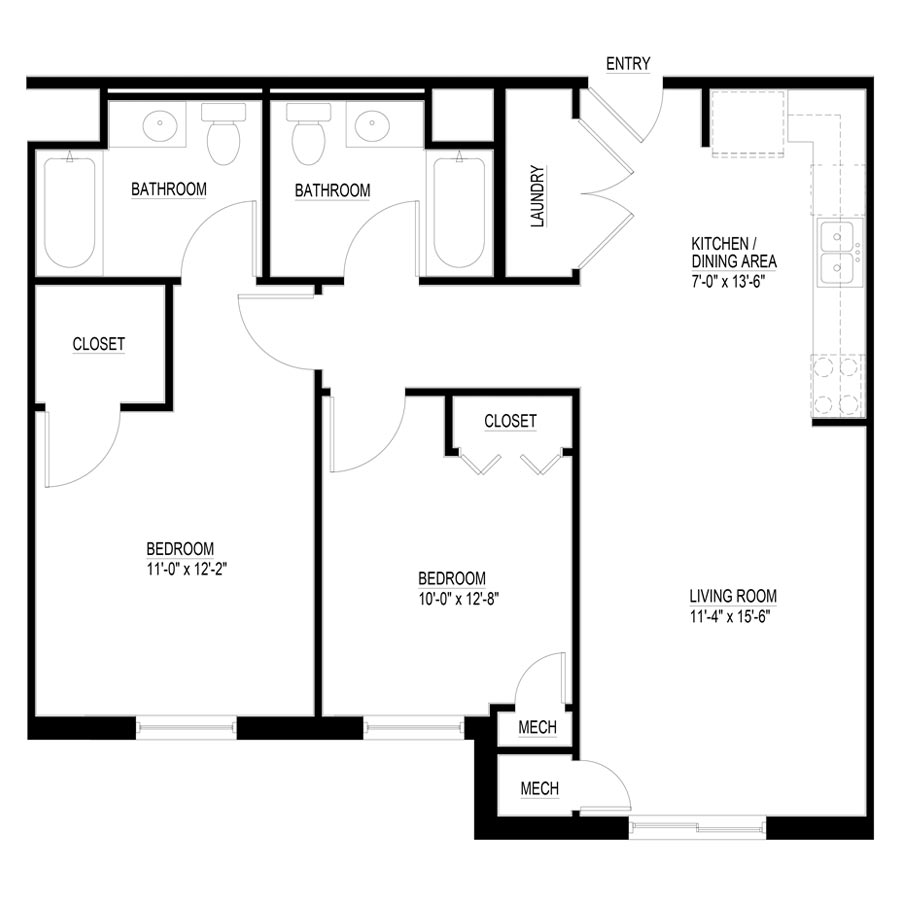 ENTRY
BATHROOM
BATHROOM
LAUNDRY
KITCHEN /
DINING AREA
7'-0" x 13'-6"
CLOSET
CLOSET
BEDROOM
11'-0" x 12'-2"
BEDROOM
10'-0" x 12'-8"
LIVING ROOM
11'-4" x 15'-6"
MECH
MECH